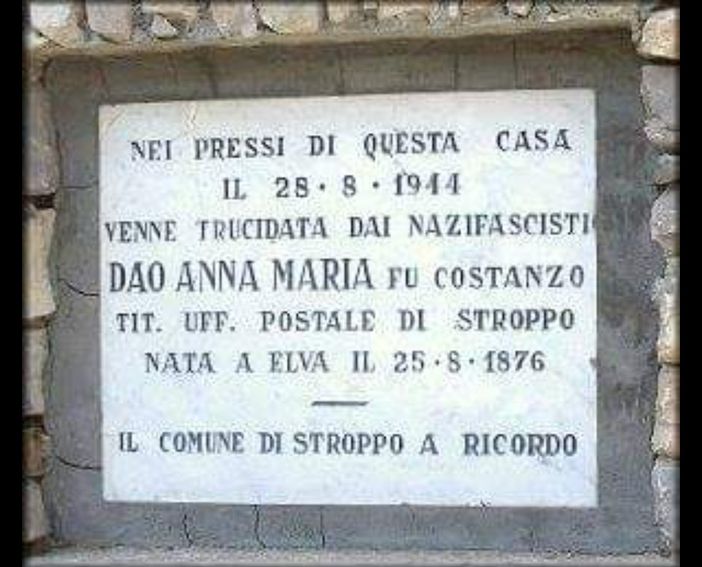 NEI PRESSI DI QUESTA CASA
IL 28·8·1944
VENNE TRUCIDATA DAI NAZIFASCISTI
DAO ANNA MARIA FU COSTANZO
TIT. UFF. POSTALE DI STROPPO
NATA A ELVA IL 25·8·1876
IL COMUNE DI STROPPO A RICORDO